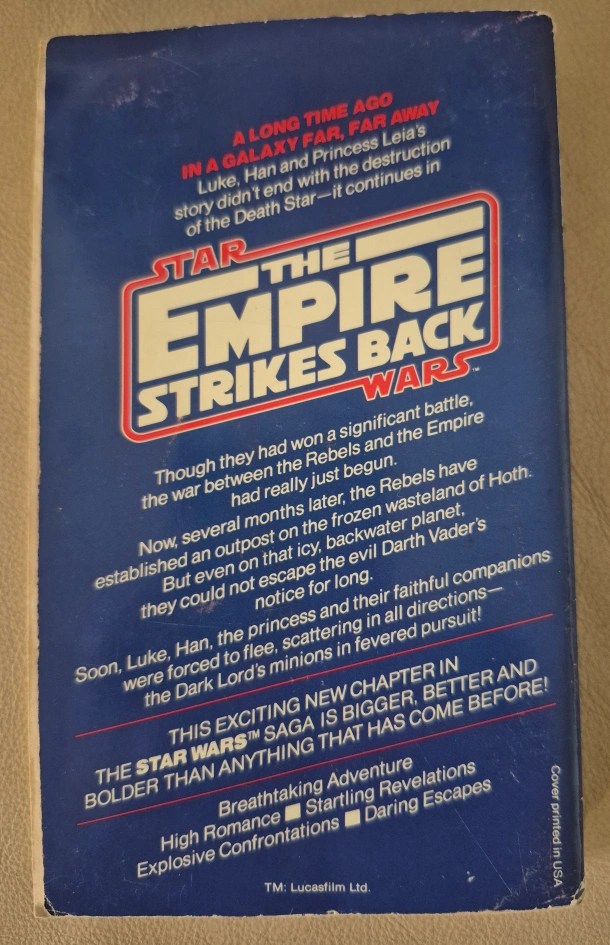 A LONG TIME AGO
IN A GALAXY FAR, FAR AWAY
Luke, Han and Princess Leia's
story didn't end with the destruction
of the Death Star—it continues in
STAR
THE
EMPIRE
STRIKES BACK
WARS™
Though they had won a significant battle,
the war between the Rebels and the Empire
had really just begun.
Now, several months later, the Rebels have
established an outpost on the frozen wasteland of Hoth.
But even on that icy, backwater planet,
they could not escape the evil Darth Vader's
notice for long.
Soon, Luke, Han, the princess and their faithful companions
were forced to flee, scattering in all directions—
the Dark Lord's minions in fevered pursuit!
THIS EXCITING NEW CHAPTER IN
THE STAR WARS™ SAGA IS BIGGER, BETTER AND
BOLDER THAN ANYTHING THAT HAS COME BEFORE!
Breathtaking Adventure
High Romance ■ Startling Revelations
Explosive Confrontations ■ Daring Escapes
TM: Lucasfilm Ltd.
Cover printed in USA